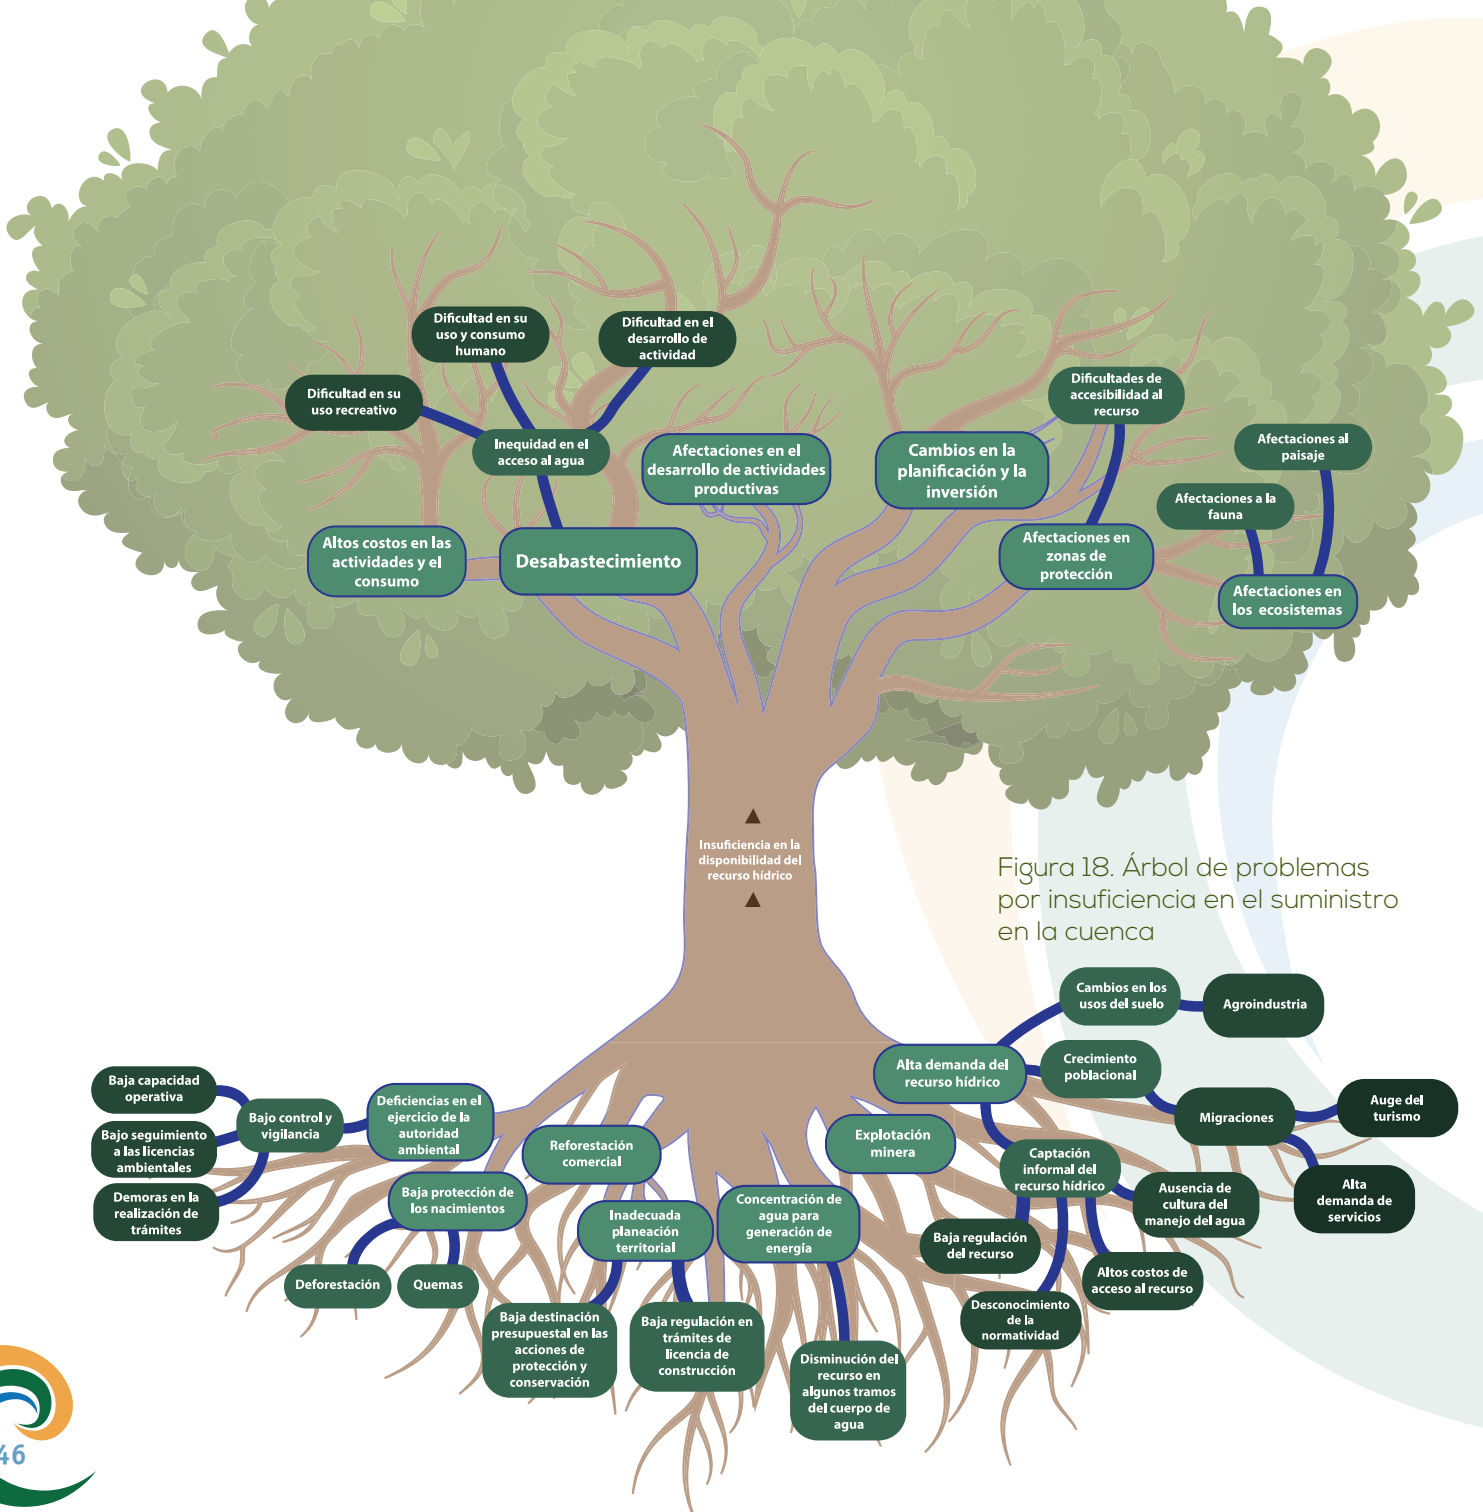 Dificultad en su
uso y consumo
humano
Dificultad en el
desarrollo de
actividad
Dificultad en su
uso recreativo
Inequidad en el
acceso al agua
Afectaciones en el
desarrollo de actividades
productivas
Cambios en la
planificación y la
inversión
Dificultades de
accesibilidad al
recurso
Afectaciones al
paisaje
Afectaciones a la
fauna
Altos costos en las
actividades y el
consumo
Desabastecimiento
Afectaciones en
zonas de
protección
Afectaciones en
los ecosistemas
Insuficiencia en la
disponibilidad del
recurso hídrico
Figura 18. Árbol de problemas
por insuficiencia en el suministro
en la cuenca
Cambios en los
usos del suelo
Agroindustria
Alta demanda del
recurso hídrico
Crecimiento
poblacional
Migraciones
Auge del
turismo
Alta
demanda de
servicios
Baja capacidad
operativa
Bajo seguimiento
a las licencias
ambientales
Demoras en la
realización de
trámites
Bajo control y
vigilancia
Deficiencias en el
ejercicio de la
autoridad
ambiental
Reforestación
comercial
Explotación
minera
Captación
informal del
recurso hídrico
Ausencia de
cultura del
manejo del agua
Baja protección de
los nacimientos
Inadecuada
planeación
territorial
Concentración de
agua para
generación de
energía
Baja regulación
del recurso
Altos costos de
acceso al recurso
Deforestación
Quemas
Desconocimiento
de la
normatividad
Baja destinación
presupuestal en las
acciones de
protección y
conservación
Baja regulación en
trámites de
licencia de
construcción
Disminución del
recurso en
algunos tramos
del cuerpo de
agua
46